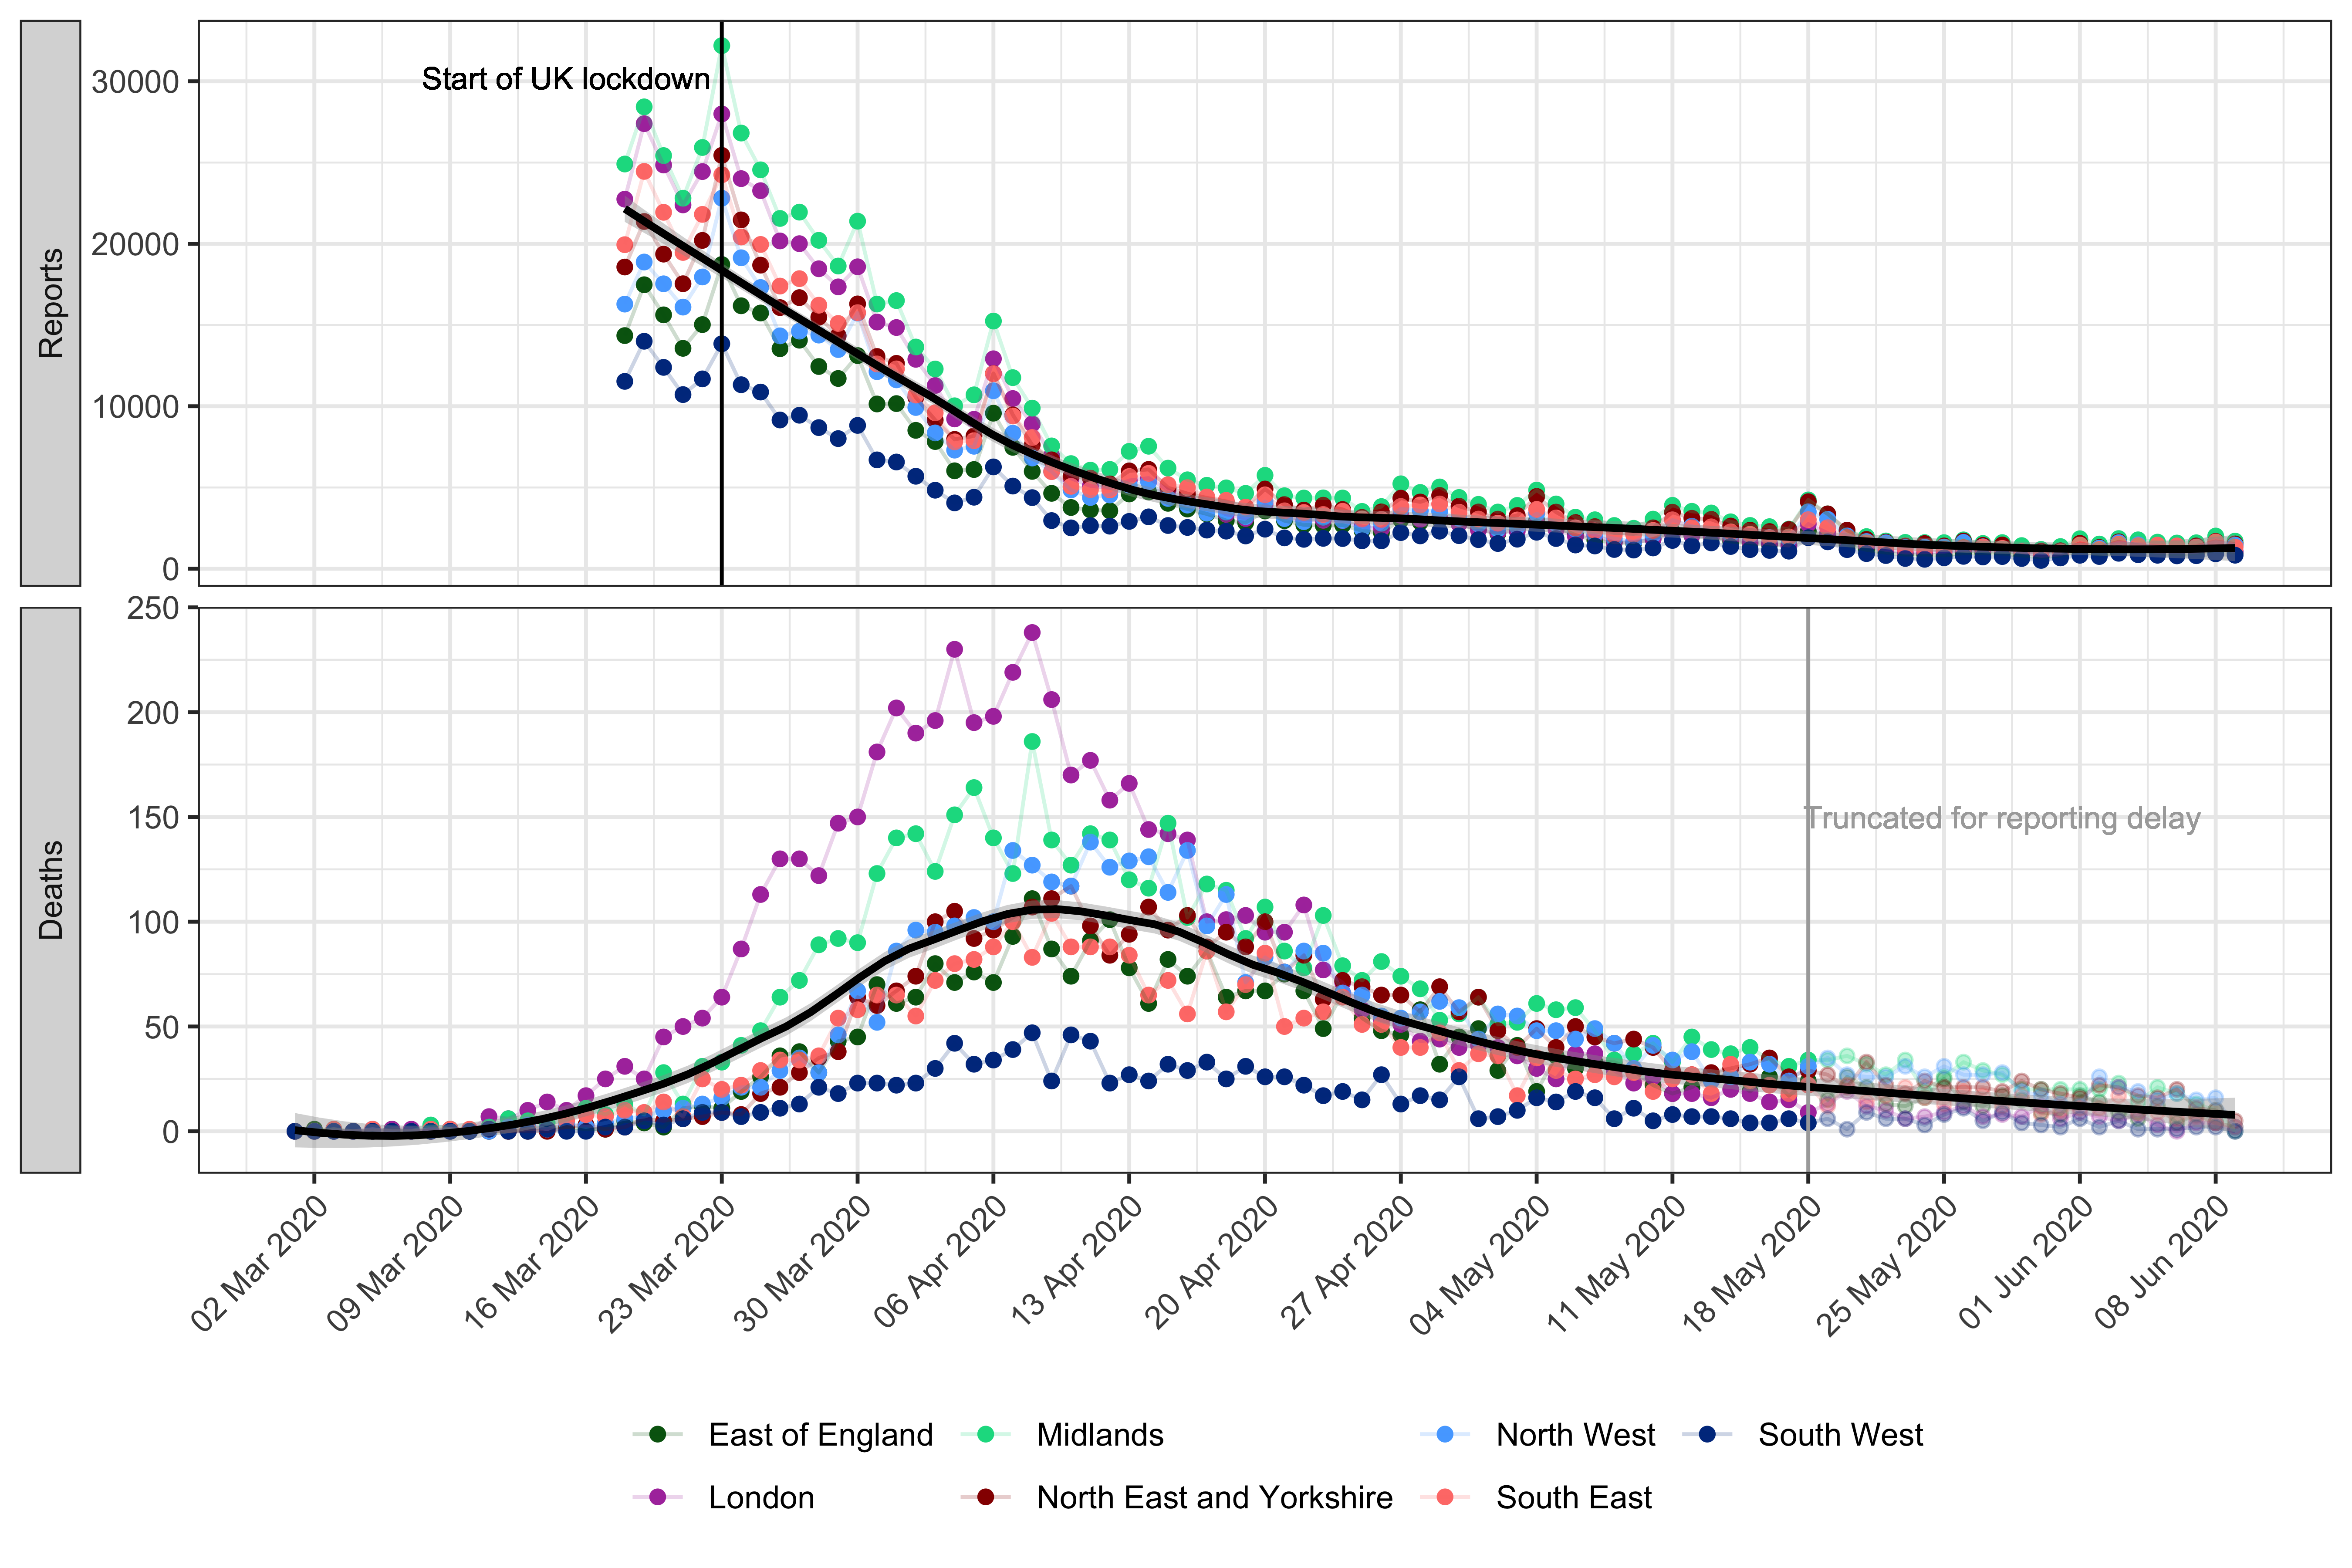 Reports
30000
20000
10000
0
Start of UK lockdown
Deaths
250
200
150
100
50
0
Truncated for reporting delay
02 Mar 2020
09 Mar 2020
16 Mar 2020
23 Mar 2020
30 Mar 2020
06 Apr 2020
13 Apr 2020
20 Apr 2020
27 Apr 2020
04 May 2020
11 May 2020
18 May 2020
25 May 2020
01 Jun 2020
08 Jun 2020
East of England
Midlands
North West
South West
London
North East and Yorkshire
South East